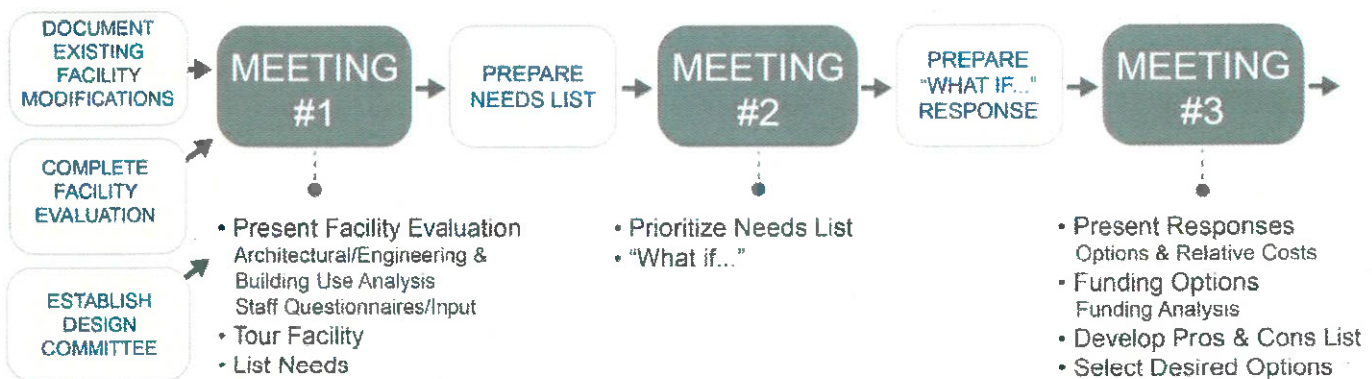 DOCUMENT
EXISTING
FACILITY
MODIFICATIONS
COMPLETE
FACILITY
EVALUATION
ESTABLISH
DESIGN
COMMITTEE
MEETING
#1
• Present Facility Evaluation
Architectural/Engineering &
Building Use Analysis
Staff Questionnaires/Input
• Tour Facility
• List Needs
PREPARE
NEEDS LIST
MEETING
#2
• Prioritize Needs List
• "What if..."
PREPARE
"WHAT IF..."
RESPONSE
MEETING
#3
• Present Responses
Options & Relative Costs
• Funding Options
Funding Analysis
• Develop Pros & Cons List
• Select Desired Options